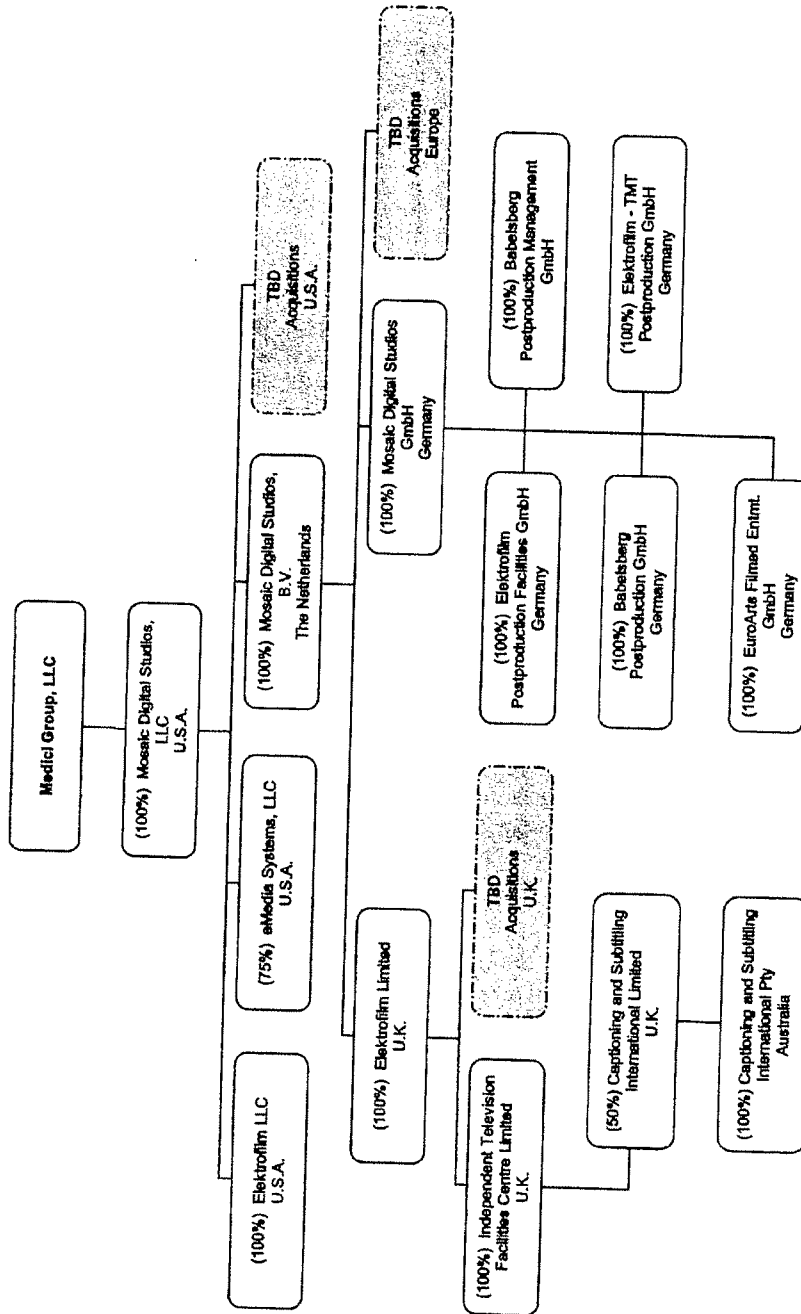 Medici Group, LLC
(100%) Mosaic Digital Studios,
LLC
U.S.A.
(100%) Elektrofilm LLC
U.S.A.
(75%) eMedia Systems, LLC
U.S.A.
(100%) Mosaic Digital Studios,
B.V.
The Netherlands
TBD
Acquisitions
U.S.A.
(100%) Elektrofilm Limited
U.K.
(100%) Mosaic Digital Studios
GmbH
Germany
TBD
Acquisitions
Europe
(100%) Independent Television
Facilities Centre Limited
U.K.
TBD
Acquisitions
U.K.
(100%) Elektrofilm
Postproduction Facilities GmbH
Germany
(100%) Babelsberg
Postproduction Management
GmbH
(50%) Captioning and Subtitling
International Limited
U.K.
(100%) Babelsberg
Postproduction GmbH
Germany
(100%) Elektrofilm - TMT
Postproduction GmbH
Germany
(100%) Captioning and Subtitling
International Pty
Australia
(100%) EuroArts Filmed Entmt.
GmbH
Germany